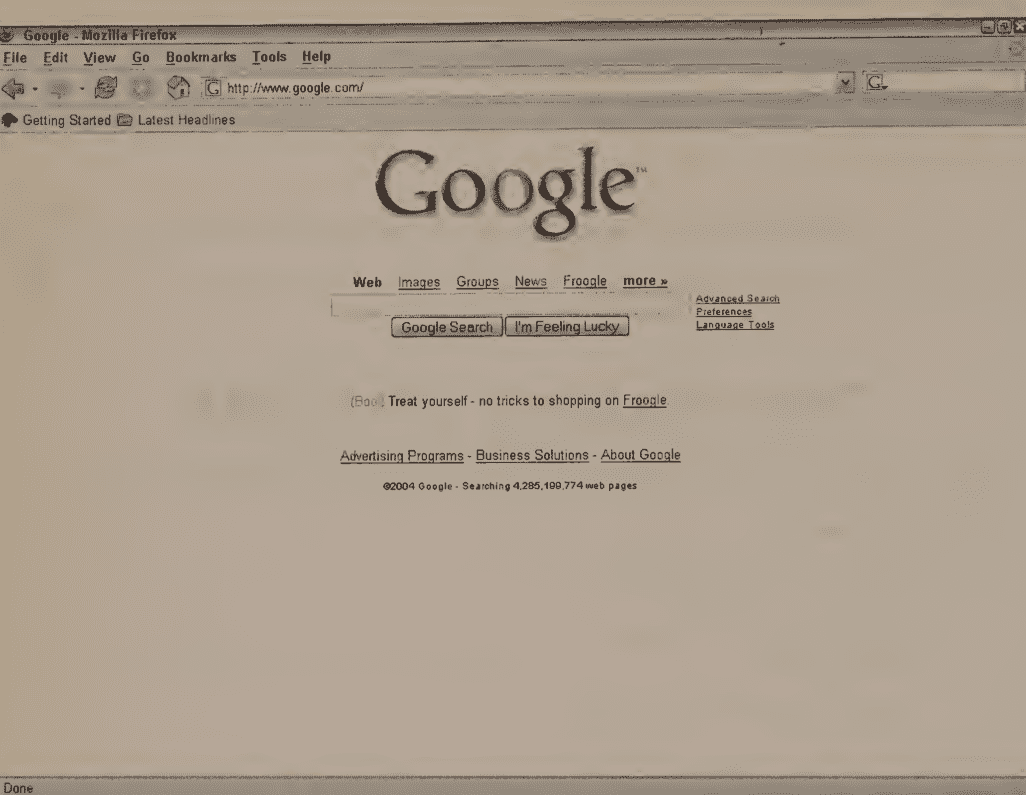 Google - Mozilla Firefox
File Edit View Go Bookmarks Tools Help
http://www.google.com/
Getting Started Latest Headlines
Google™
Web Images Groups News Froogle more »
Advanced Search
Preferences
Language Tools
Google Search I'm Feeling Lucky
Treat yourself - no tricks to shopping on Froogle.
Advertising Programs - Business Solutions - About Google
©2004 Google - Searching 4,285,199,774 web pages
Done